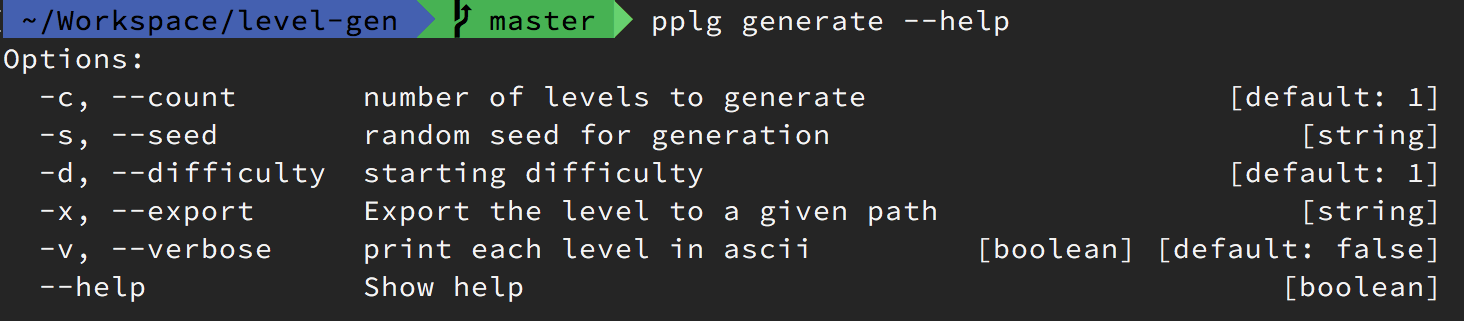 ~/Workspace/level-gen master pplg generate --help
Options:
-c, --count number of levels to generate [default: 1]
-s, --seed random seed for generation [string]
-d, --difficulty starting difficulty [default: 1]
-x, --export Export the level to a given path [string]
-v, --verbose print each level in ascii [boolean] [default: false]
--help Show help [boolean]